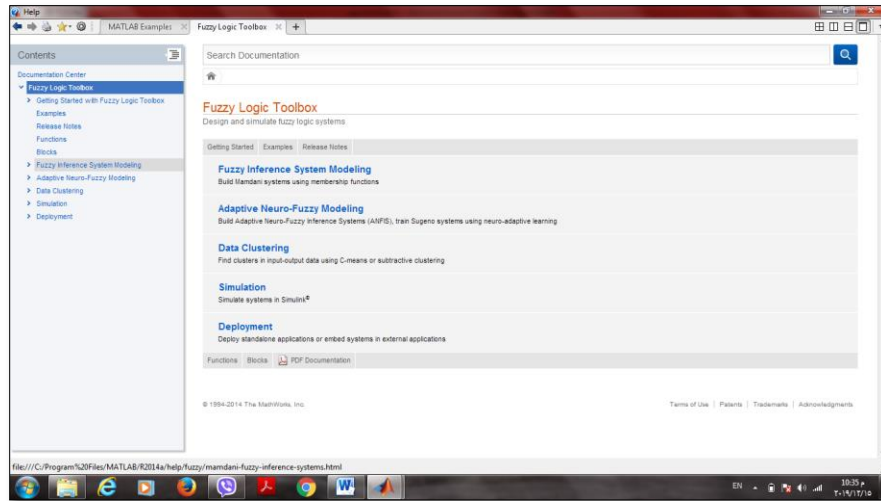 Help
MATLAB Examples
Fuzzy Logic Toolbox
Contents
Documentation Center
Fuzzy Logic Toolbox
Getting Started with Fuzzy Logic Toolbox
Examples
Release Notes
Functions
Blocks
Fuzzy Inference System Modeling
Adaptive Neuro-Fuzzy Modeling
Data Clustering
Simulation
Deployment
Search Documentation
Fuzzy Logic Toolbox
Design and simulate fuzzy logic systems
Getting Started Examples Release Notes
Fuzzy Inference System Modeling
Build Mamdani systems using membership functions
Adaptive Neuro-Fuzzy Modeling
Build Adaptive Neuro-Fuzzy Inference Systems (ANFIS), train Sugeno systems using neuro-adaptive learning
Data Clustering
Find clusters in input-output data using C-means or subtractive clustering
Simulation
Simulate systems in Simulink®
Deployment
Deploy standalone applications or embed systems in external applications
Functions Blocks PDF Documentation
© 1994-2014 The MathWorks, Inc.
Terms of Use | Patents | Trademarks | Acknowledgments
file:///C:/Program%20Files/MATLAB/R2014a/help/fuzzy/mamdani-fuzzy-inference-systems.html
EN
10:35 م
٢٠١٩/١٢/١٥